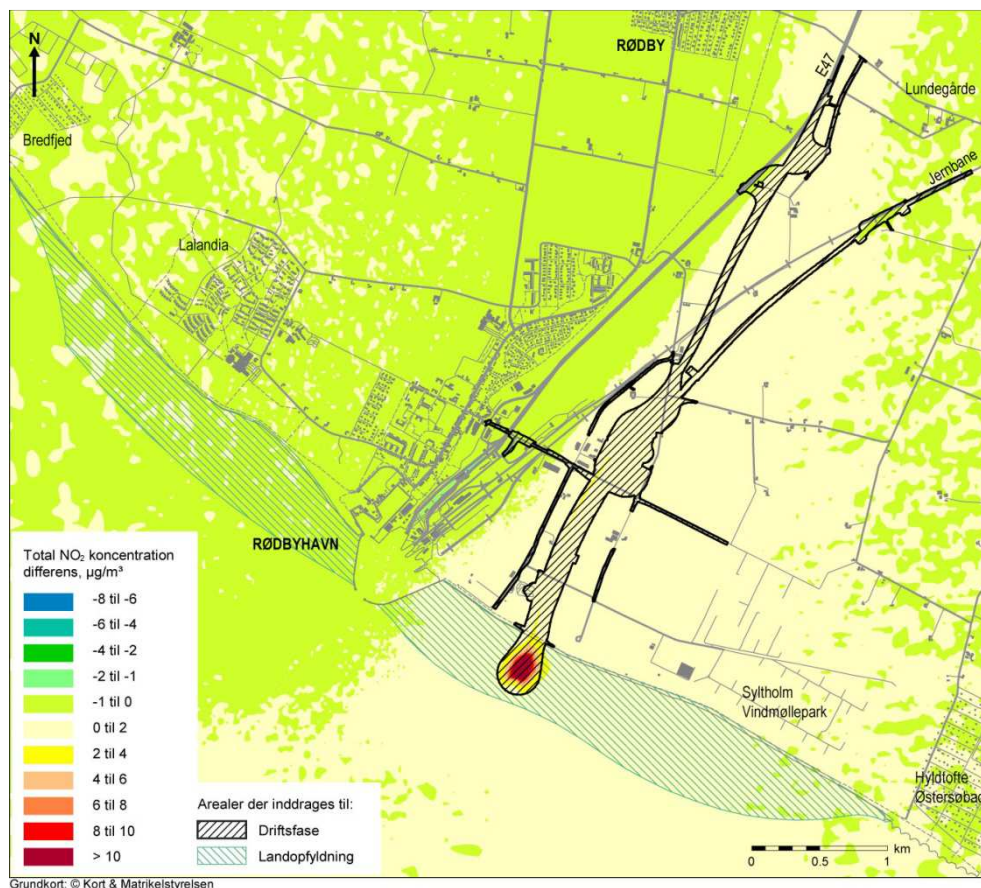 RØDBY
N
E47
Lundegårde
Bredfjed
Jernbane
Lalandia
RØDBYHAVN
Syltholm
Vindmøllepark
Hyldtofte
Østersøbad
Total NO₂ koncentration
differens, µg/m³
-8 til -6
-6 til -4
-4 til -2
-2 til -1
-1 til 0
0 til 2
2 til 4
4 til 6
6 til 8
8 til 10
> 10
Arealer der inddrages til:
Driftsfase
Landopfyldning
km
0 0.5 1
Grundkort: © Kort & Matrikelstyrelsen